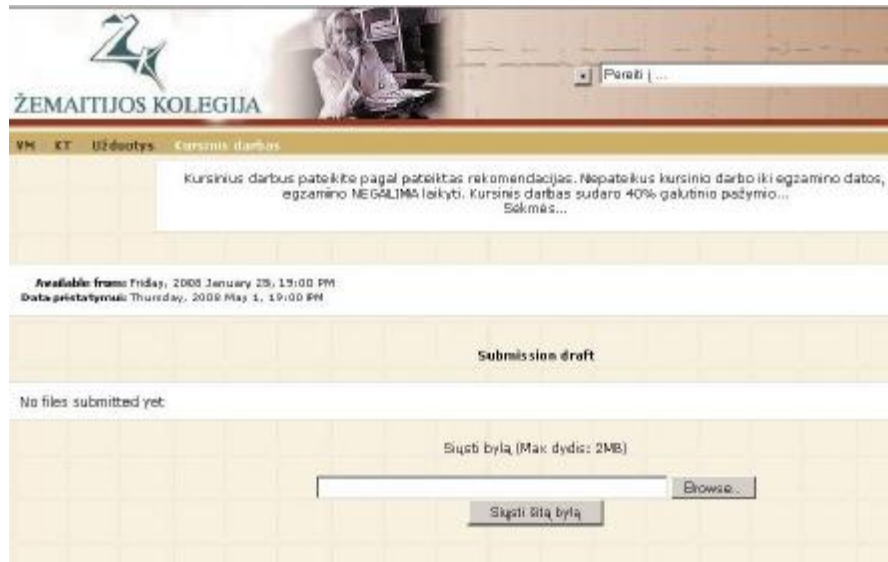 ŽK
ŽEMAITIJOS KOLEGIJA
Pereiti į ...
VM KT Užduotys Kursinis darbas
Kursinius darbus pateikite pagal pateiktas rekomendacijas. Nepateikus kursinio darbo iki egzamino datos,
egzamino NEGALIMA laikyti. Kursinis darbas sudaro 40% galutinio pažymio...
Sėkmės...
Available from: Friday, 2008 January 25, 19:00 PM
Data pristatymui: Thursday, 2008 May 1, 19:00 PM
Submission draft
No files submitted yet
Siųsti bylą (Max dydis: 2MB)
Browse..
Siųsti šitą bylą